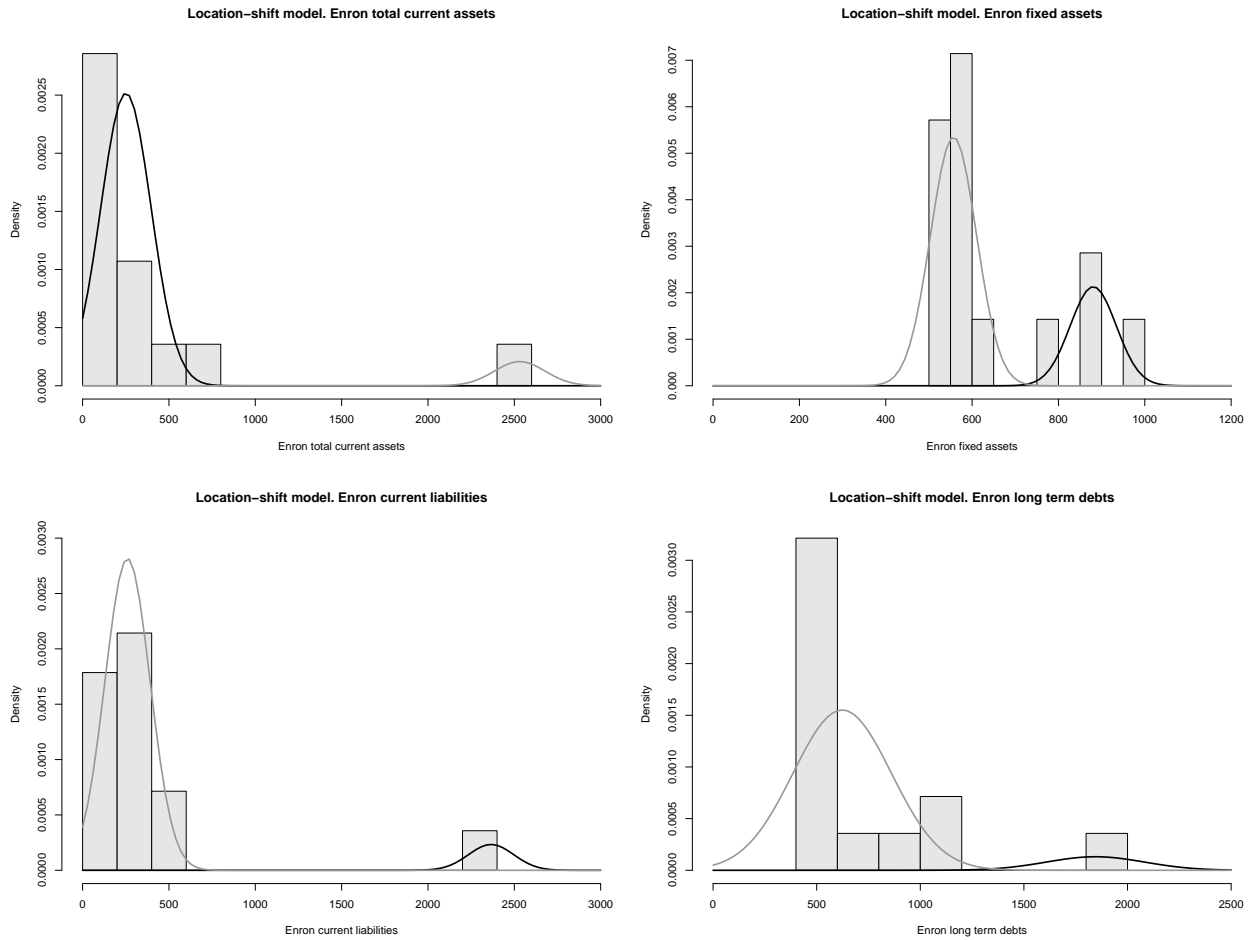 Location−shift model. Enron total current assets
Density
0.0000 0.0005 0.0010 0.0015 0.0020 0.0025
0 500 1000 1500 2000 2500 3000
Enron total current assets
Location−shift model. Enron fixed assets
Density
0.000 0.001 0.002 0.003 0.004 0.005 0.006 0.007
0 200 400 600 800 1000 1200
Enron fixed assets
Location−shift model. Enron current liabilities
Density
0.0000 0.0005 0.0010 0.0015 0.0020 0.0025 0.0030
0 500 1000 1500 2000 2500 3000
Enron current liabilities
Location−shift model. Enron long term debts
Density
0.0000 0.0005 0.0010 0.0015 0.0020 0.0025 0.0030
0 500 1000 1500 2000 2500
Enron long term debts